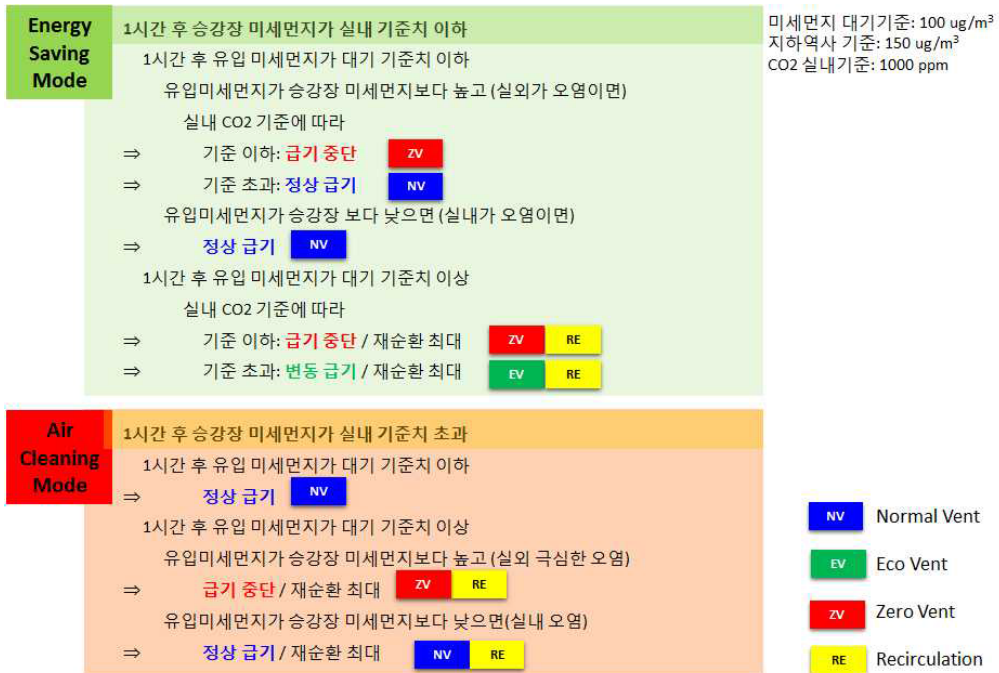 Energy
Saving
Mode
1시간 후 승강장 미세먼지가 실내 기준치 이하
1시간 후 유입 미세먼지가 대기 기준치 이하
유입미세먼지가 승강장 미세먼지보다 높고 (실외가 오염이면)
실내 CO2 기준에 따라
⇒ 기준 이하: 급기 중단 ZV
⇒ 기준 초과: 정상 급기 NV
유입미세먼지가 승강장 보다 낮으면 (실내가 오염이면)
⇒ 정상 급기 NV
1시간 후 유입 미세먼지가 대기 기준치 이상
실내 CO2 기준에 따라
⇒ 기준 이하: 급기 중단 / 재순환 최대 ZV RE
⇒ 기준 초과: 변동 급기 / 재순환 최대 EV RE
미세먼지 대기기준: 100 ug/m³
지하역사 기준: 150 ug/m³
CO2 실내기준: 1000 ppm
Air
Cleaning
Mode
1시간 후 승강장 미세먼지가 실내 기준치 초과
1시간 후 유입 미세먼지가 대기 기준치 이하
⇒ 정상 급기 NV
1시간 후 유입 미세먼지가 대기 기준치 이상
유입미세먼지가 승강장 미세먼지보다 높고 (실외 극심한 오염)
⇒ 급기 중단 / 재순환 최대 ZV RE
유입미세먼지가 승강장 미세먼지보다 낮으면(실내 오염)
⇒ 정상 급기 / 재순환 최대 NV RE
NV Normal Vent
EV Eco Vent
ZV Zero Vent
RE Recirculation